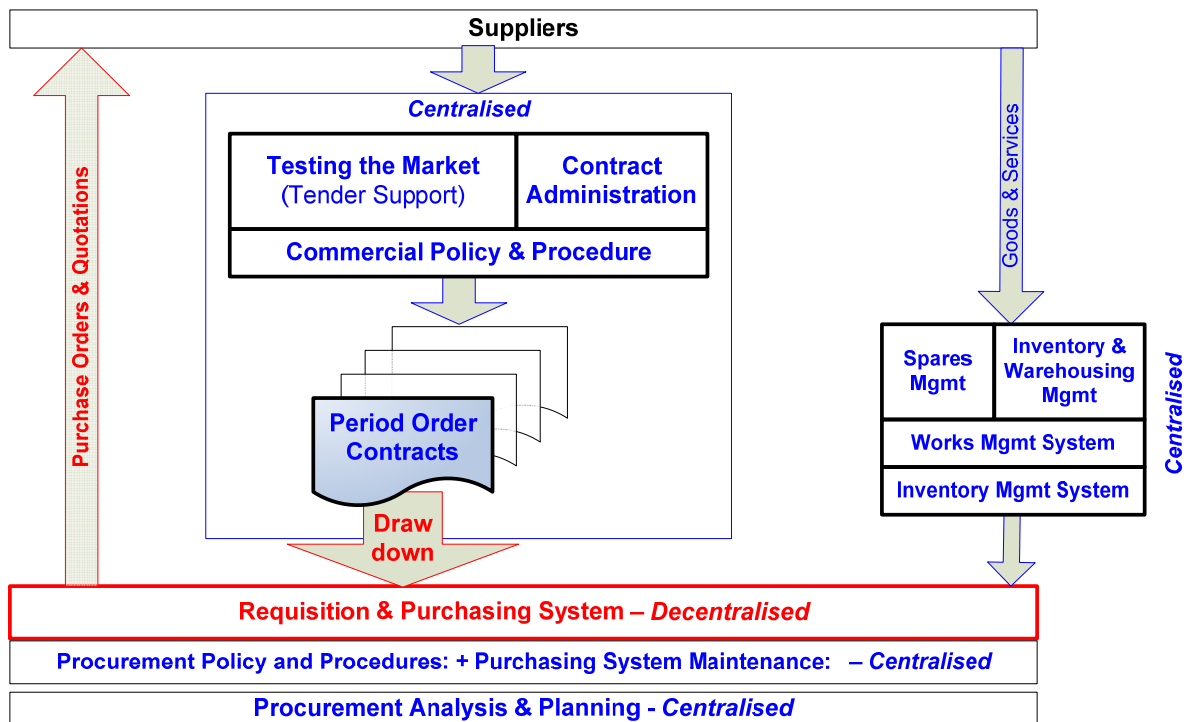 Suppliers
Centralised
Testing the Market
(Tender Support)
Contract
Administration
Commercial Policy & Procedure
Period Order
Contracts
Draw
down
Purchase Orders & Quotations
Goods & Services
Spares
Mgmt
Inventory &
Warehousing
Mgmt
Works Mgmt System
Inventory Mgmt System
Centralised
Requisition & Purchasing System – Decentralised
Procurement Policy and Procedures: + Purchasing System Maintenance: – Centralised
Procurement Analysis & Planning - Centralised